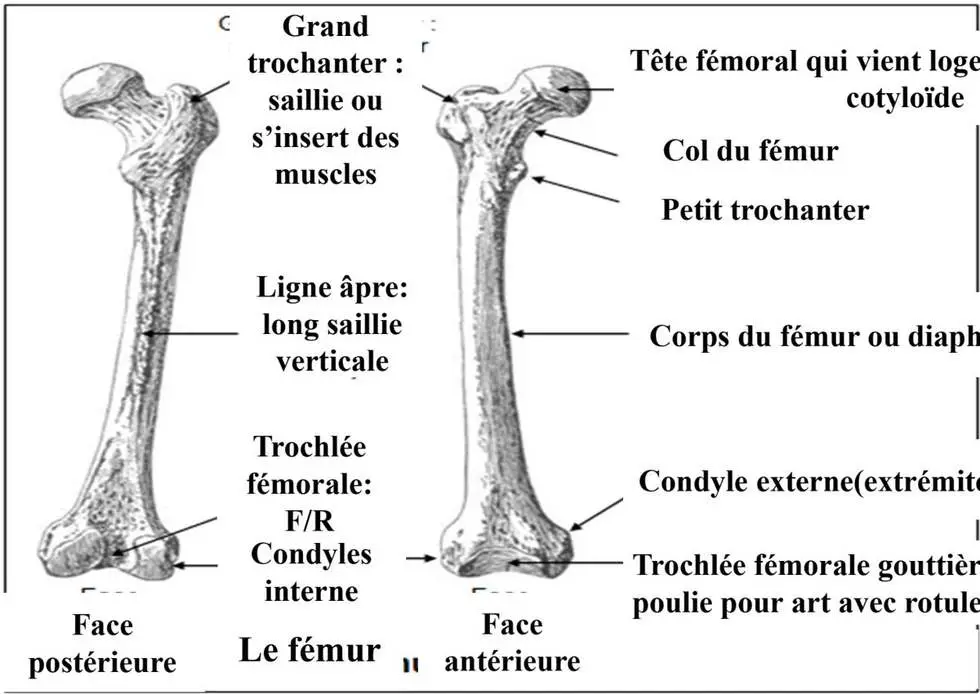 Grand
trochanter :
saillie ou
s'insert des
muscles
Tête fémoral qui vient loge
cotyloïde
Col du fémur
Petit trochanter
Ligne âpre:
long saillie
verticale
Corps du fémur ou diaph
Trochlée
fémorale:
F/R
Condyles
interne
Condyle externe(extrémité
Trochlée fémorale gouttièr
poulie pour art avec rotule
Face
postérieure
Le fémur
Face
antérieure